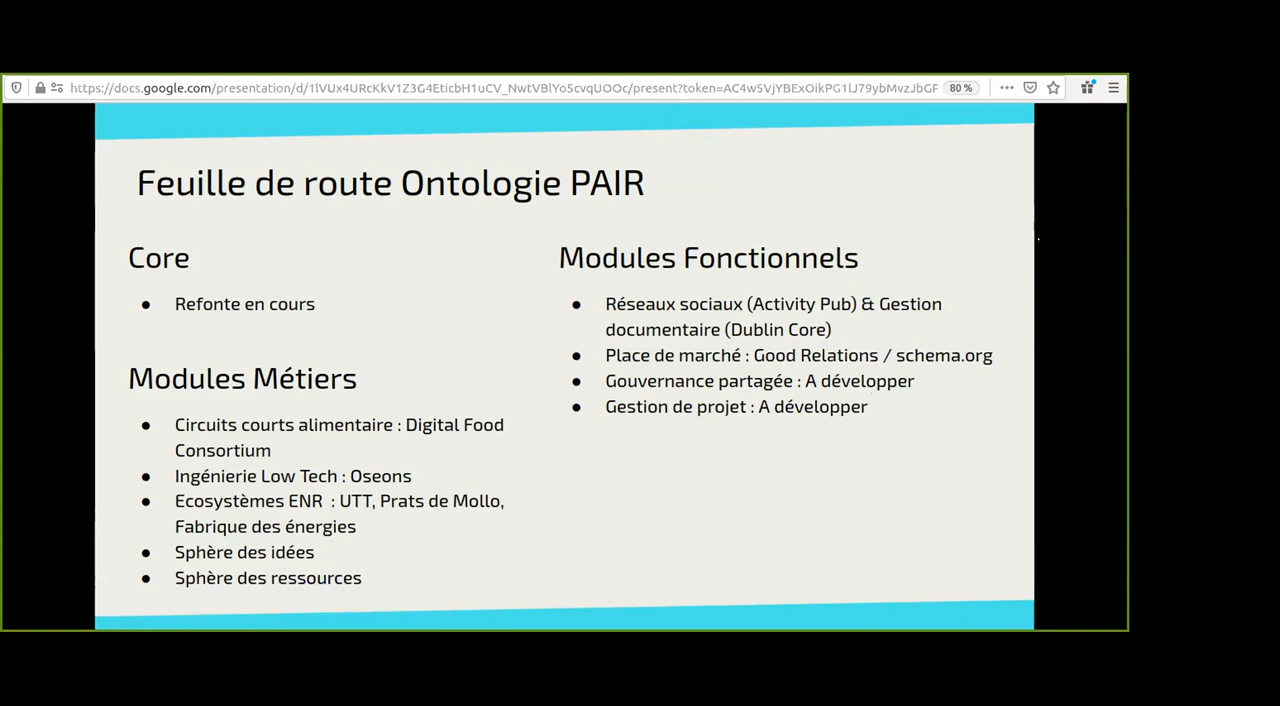 https://docs.google.com/presentation/d/1lVUx4URcKkV1Z3G4EticbH1uCV_NwtVBlYo5cvqUOOc/present?token=AC4w5VjYBExOikPG1lJ79ybMvzJbGF 80 %
Feuille de route Ontologie PAIR
Core
● Refonte en cours
Modules Métiers
● Circuits courts alimentaire : Digital Food
Consortium
● Ingénierie Low Tech : Oseons
● Ecosystèmes ENR : UTT, Prats de Mollo,
Fabrique des énergies
● Sphère des idées
● Sphère des ressources
Modules Fonctionnels
● Réseaux sociaux (Activity Pub) & Gestion
documentaire (Dublin Core)
● Place de marché : Good Relations / schema.org
● Gouvernance partagée : A développer
● Gestion de projet : A développer